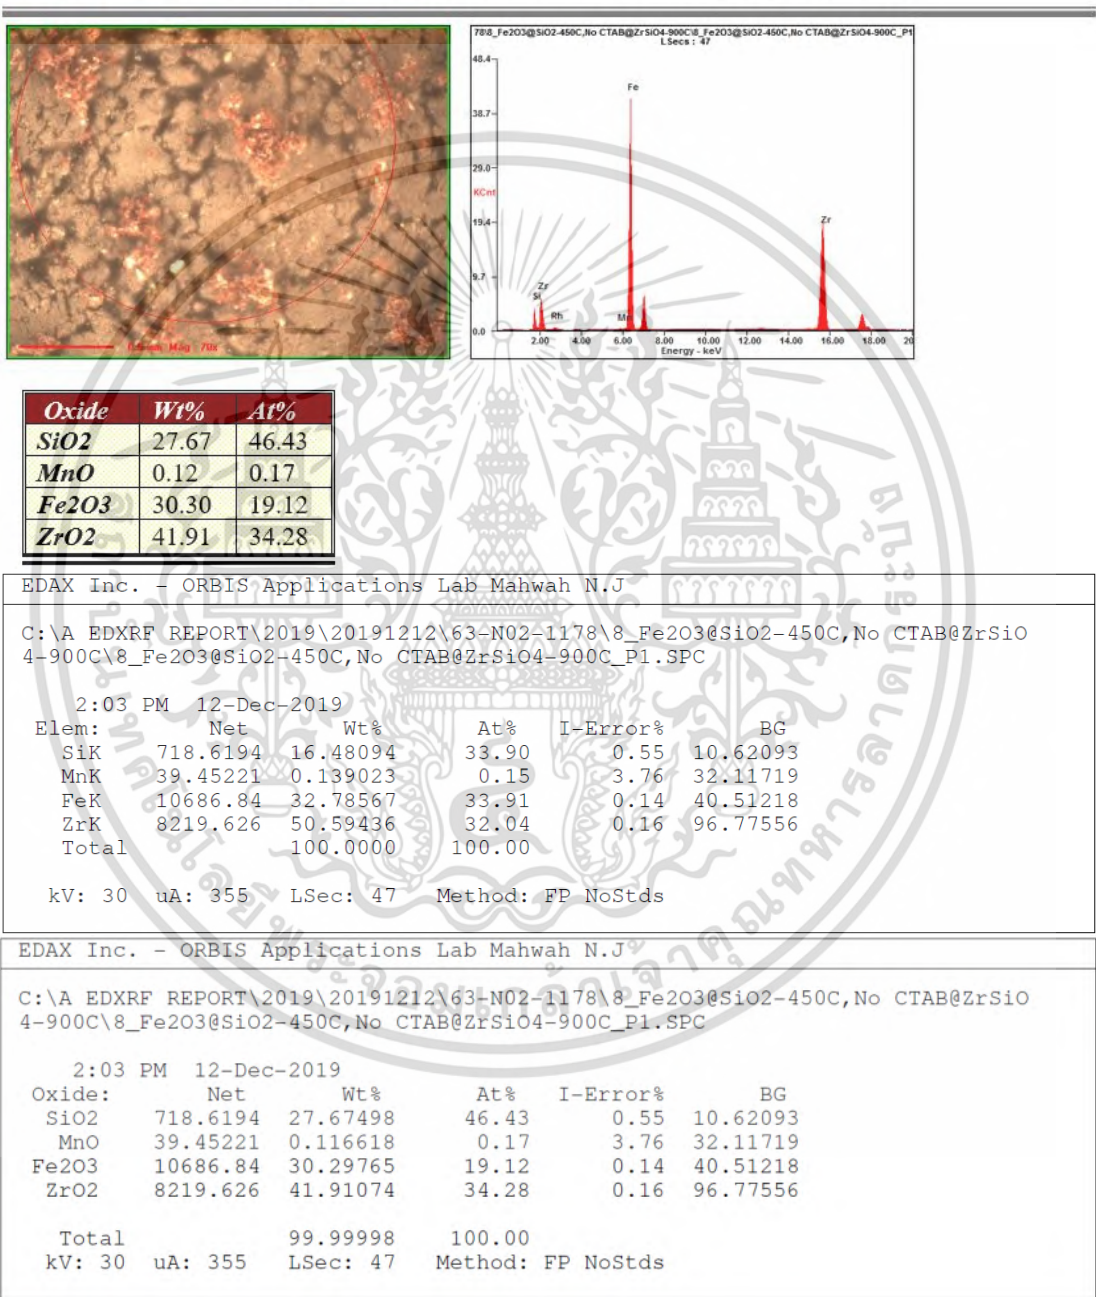 78\8_Fe2O3@SiO2-450C,No CTAB@ZrSiO4-900C\8_Fe2O3@SiO2-450C,No CTAB@ZrSiO4-900C_P1
LSecs : 47
48.4
38.7
29.0
KCnt
19.4
9.7
0.0
Fe
Zr
Zr
Si
Rh
Mn
2.00 4.00 6.00 8.00 10.00 12.00 14.00 16.00 18.00 20
Energy - keV
Mag 70x
Oxide Wt% At%
SiO2 27.67 46.43
MnO 0.12 0.17
Fe2O3 30.30 19.12
ZrO2 41.91 34.28
EDAX Inc. - ORBIS Applications Lab Mahwah N.J
C:\A EDXRF REPORT\2019\20191212\63-N02-1178\8_Fe2O3@SiO2-450C,No CTAB@ZrSiO
4-900C\8_Fe2O3@SiO2-450C,No CTAB@ZrSiO4-900C_P1.SPC
2:03 PM 12-Dec-2019
Elem: Net Wt% At% I-Error% BG
SiK 718.6194 16.48094 33.90 0.55 10.62093
MnK 39.45221 0.139023 0.15 3.76 32.11719
FeK 10686.84 32.78567 33.91 0.14 40.51218
ZrK 8219.626 50.59436 32.04 0.16 96.77556
Total 100.0000 100.00
kV: 30 uA: 355 LSec: 47 Method: FP NoStds
EDAX Inc. - ORBIS Applications Lab Mahwah N.J
C:\A EDXRF REPORT\2019\20191212\63-N02-1178\8_Fe2O3@SiO2-450C,No CTAB@ZrSiO
4-900C\8_Fe2O3@SiO2-450C,No CTAB@ZrSiO4-900C_P1.SPC
2:03 PM 12-Dec-2019
Oxide: Net Wt% At% I-Error% BG
SiO2 718.6194 27.67498 46.43 0.55 10.62093
MnO 39.45221 0.116618 0.17 3.76 32.11719
Fe2O3 10686.84 30.29765 19.12 0.14 40.51218
ZrO2 8219.626 41.91074 34.28 0.16 96.77556
Total 99.99998 100.00
kV: 30 uA: 355 LSec: 47 Method: FP NoStds